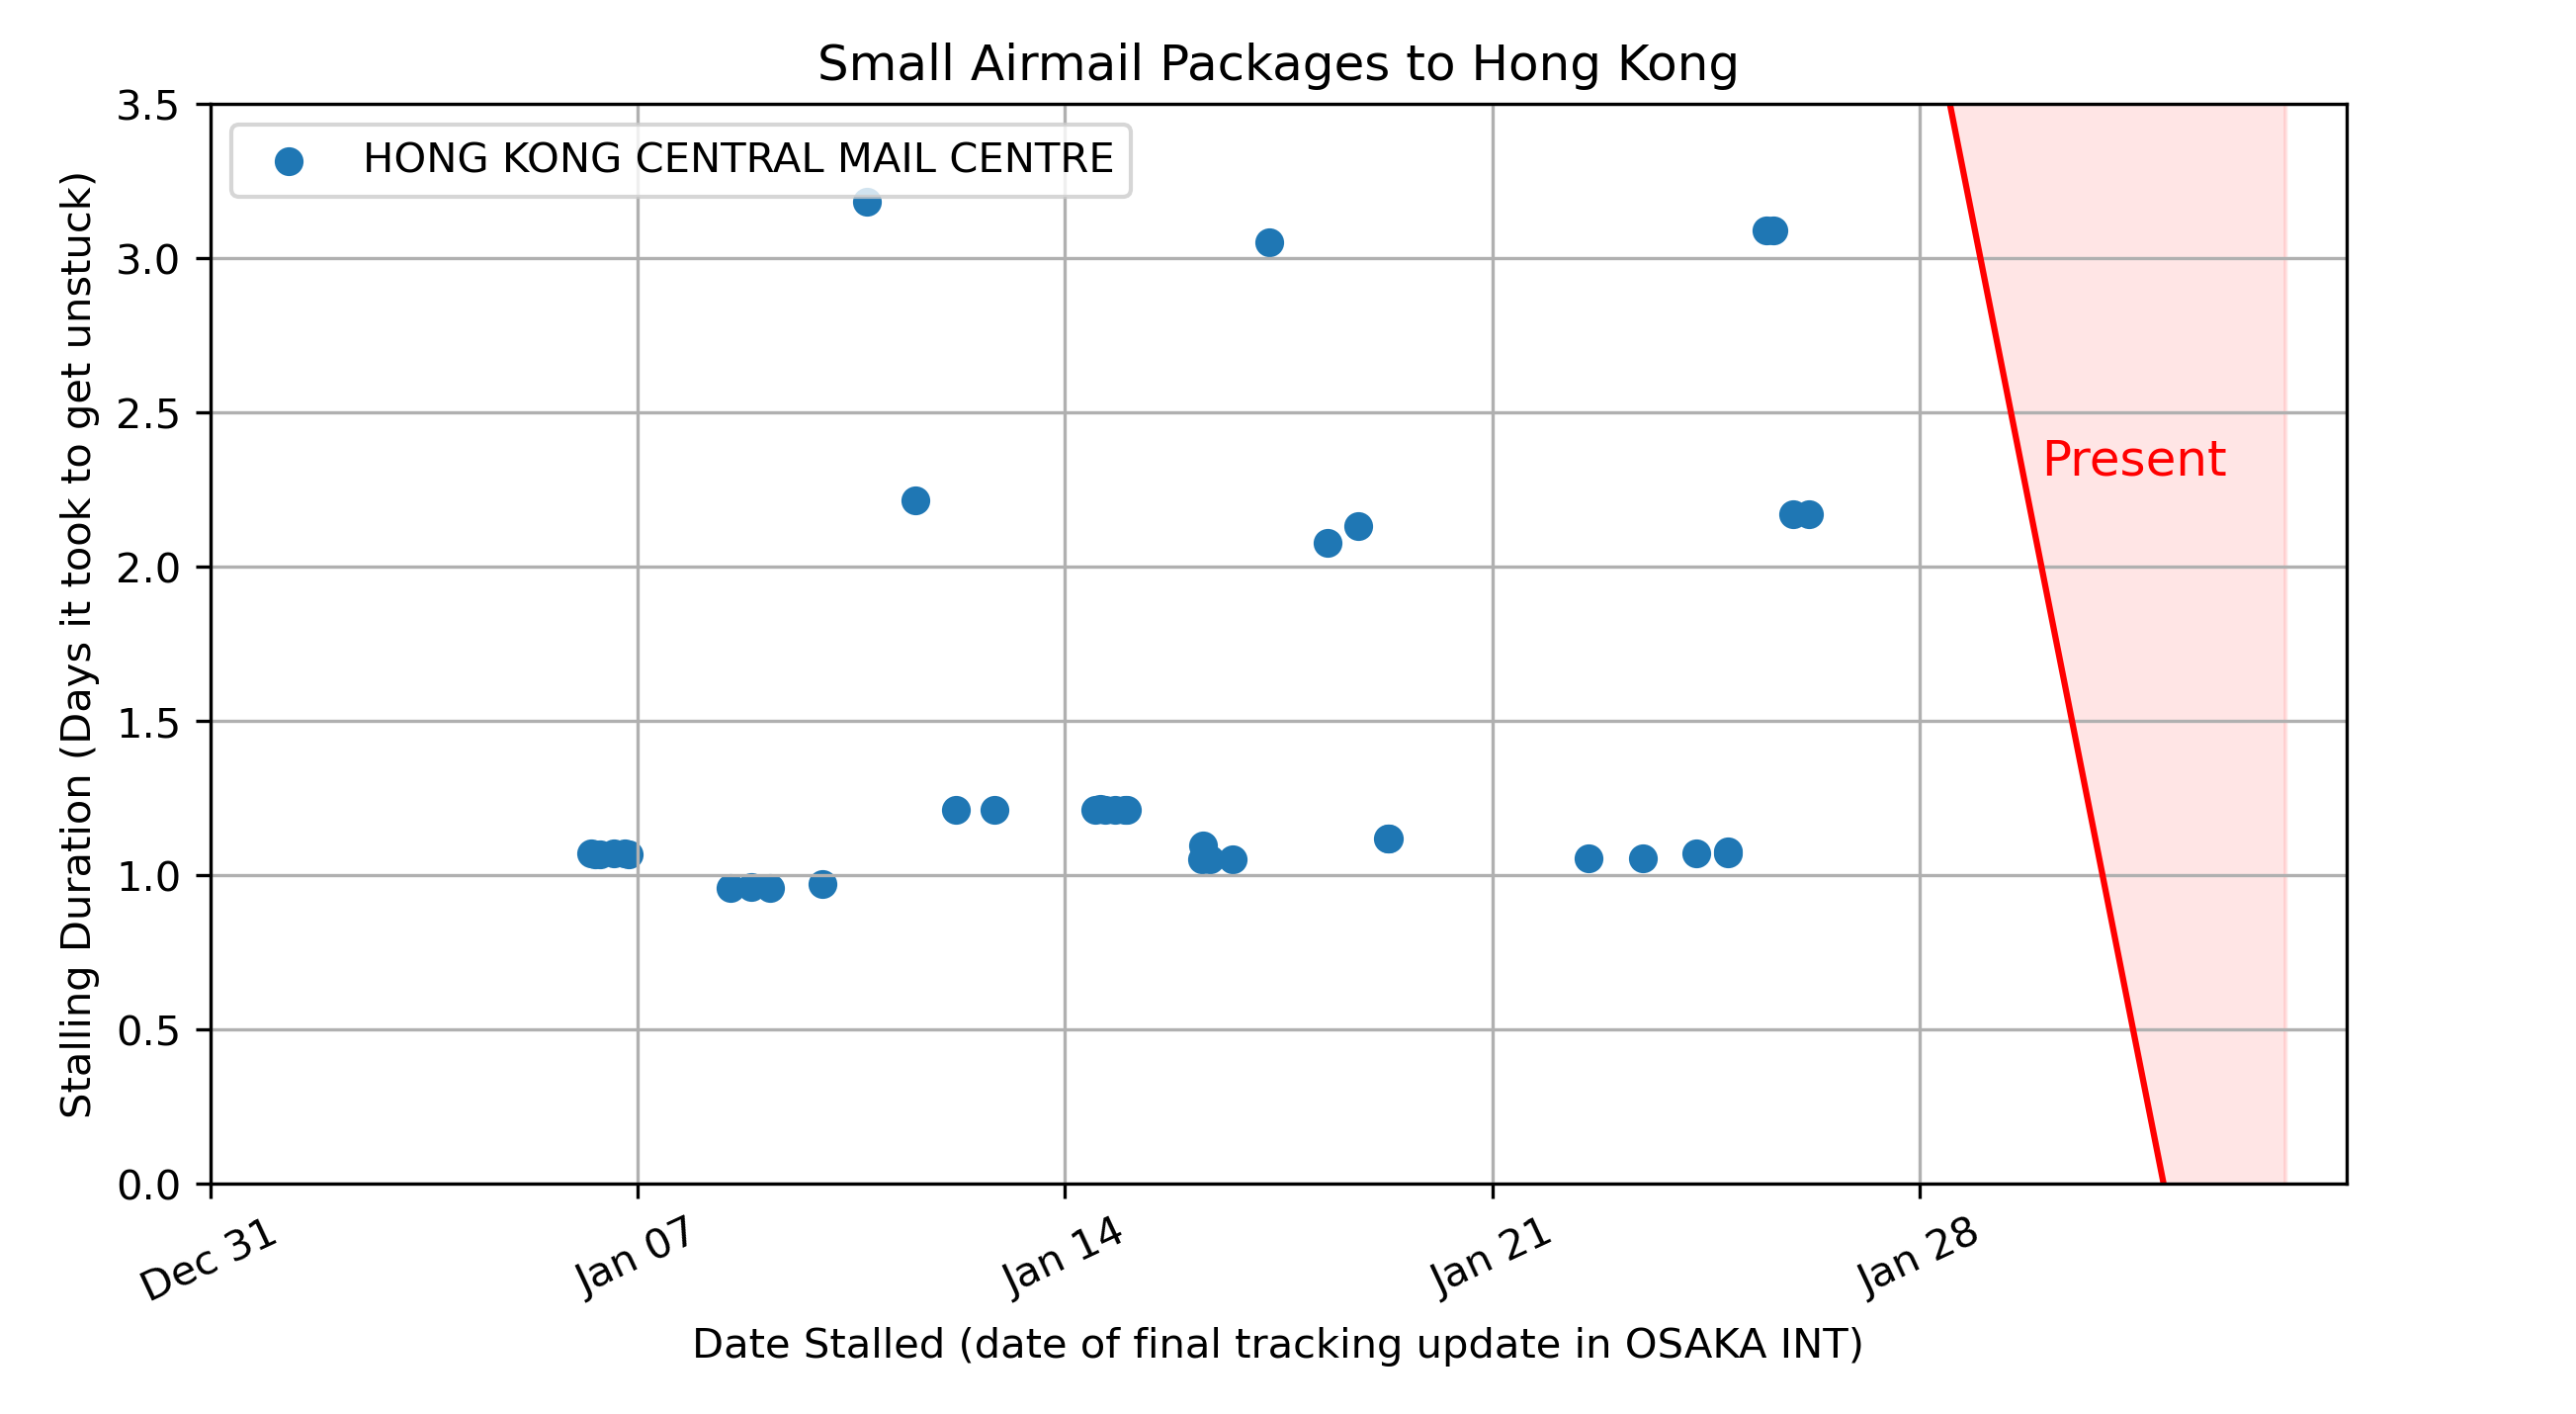 Small Airmail Packages to Hong Kong
HONG KONG CENTRAL MAIL CENTRE
Stalling Duration (Days it took to get unstuck)
3.5
3.0
2.5
2.0
1.5
1.0
0.5
0.0
Present
Dec 31
Jan 07
Jan 14
Jan 21
Jan 28
Date Stalled (date of final tracking update in OSAKA INT)